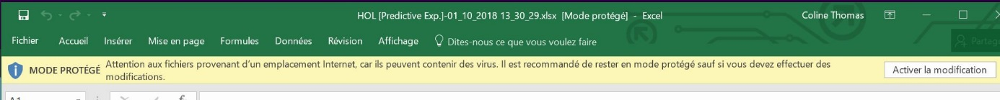 HOL [Predictive Exp.]-01_10_2018 13_30_29.xlsx [Mode protégé] - Excel Coline Thomas
Fichier Accueil Insérer Mise en page Formules Données Révision Affichage Dites-nous ce que vous voulez faire
MODE PROTÉGÉ Attention aux fichiers provenant d'un emplacement Internet, car ils peuvent contenir des virus. Il est recommandé de rester en mode protégé sauf si vous devez effectuer des
modifications.
Activer la modification